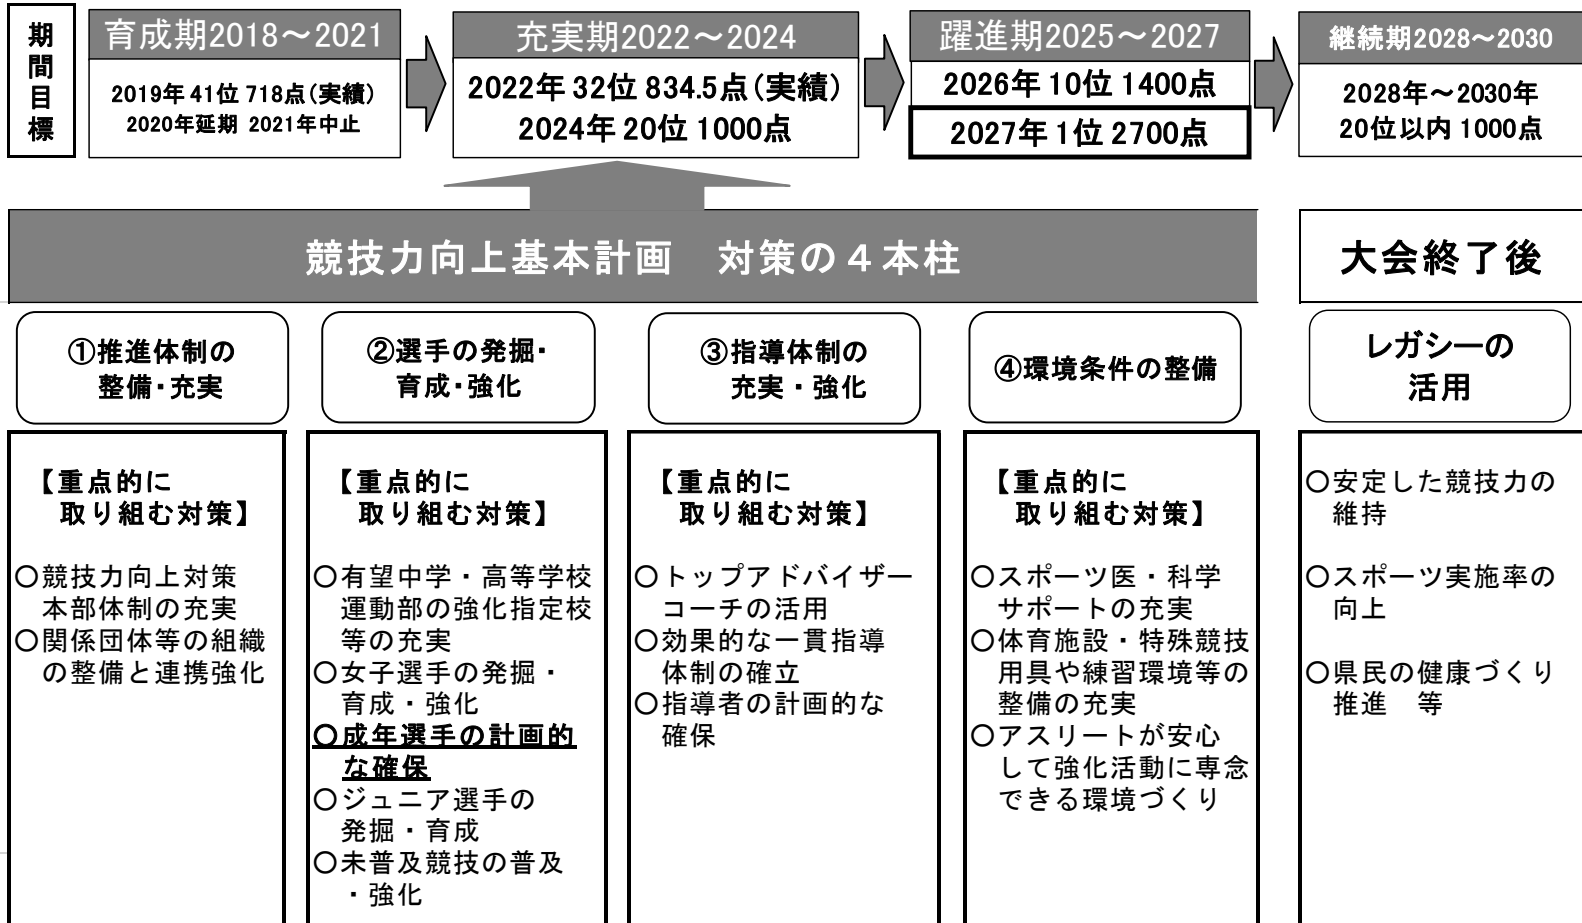 期
間
目
標
育成期2018～2021
2019年 41位 718点（実績）
2020年延期 2021年中止
充実期2022～2024
2022年 32位 834.5点（実績）
2024年 20位 1000点
躍進期2025～2027
2026年 10位 1400点
2027年 1位 2700点
継続期2028～2030
2028年～2030年
20位以内 1000点
競技力向上基本計画　対策の４本柱
大会終了後
①推進体制の
整備・充実
②選手の発掘・
育成・強化
③指導体制の
充実・強化
④環境条件の整備
レガシーの
活用
【重点的に
取り組む対策】
〇競技力向上対策
本部体制の充実
〇関係団体等の組織
の整備と連携強化
【重点的に
取り組む対策】
〇有望中学・高等学校
運動部の強化指定校
等の充実
〇女子選手の発掘・
育成・強化
〇成年選手の計画的
な確保
〇ジュニア選手の
発掘・育成
〇未普及競技の普及
・強化
【重点的に
取り組む対策】
〇トップアドバイザー
コーチの活用
〇効果的な一貫指導
体制の確立
〇指導者の計画的な
確保
【重点的に
取り組む対策】
〇スポーツ医・科学
サポートの充実
〇体育施設・特殊競技
用具や練習環境等の
整備の充実
〇アスリートが安心
して強化活動に専念
できる環境づくり
〇安定した競技力の
維持
〇スポーツ実施率の
向上
〇県民の健康づくり
推進　等